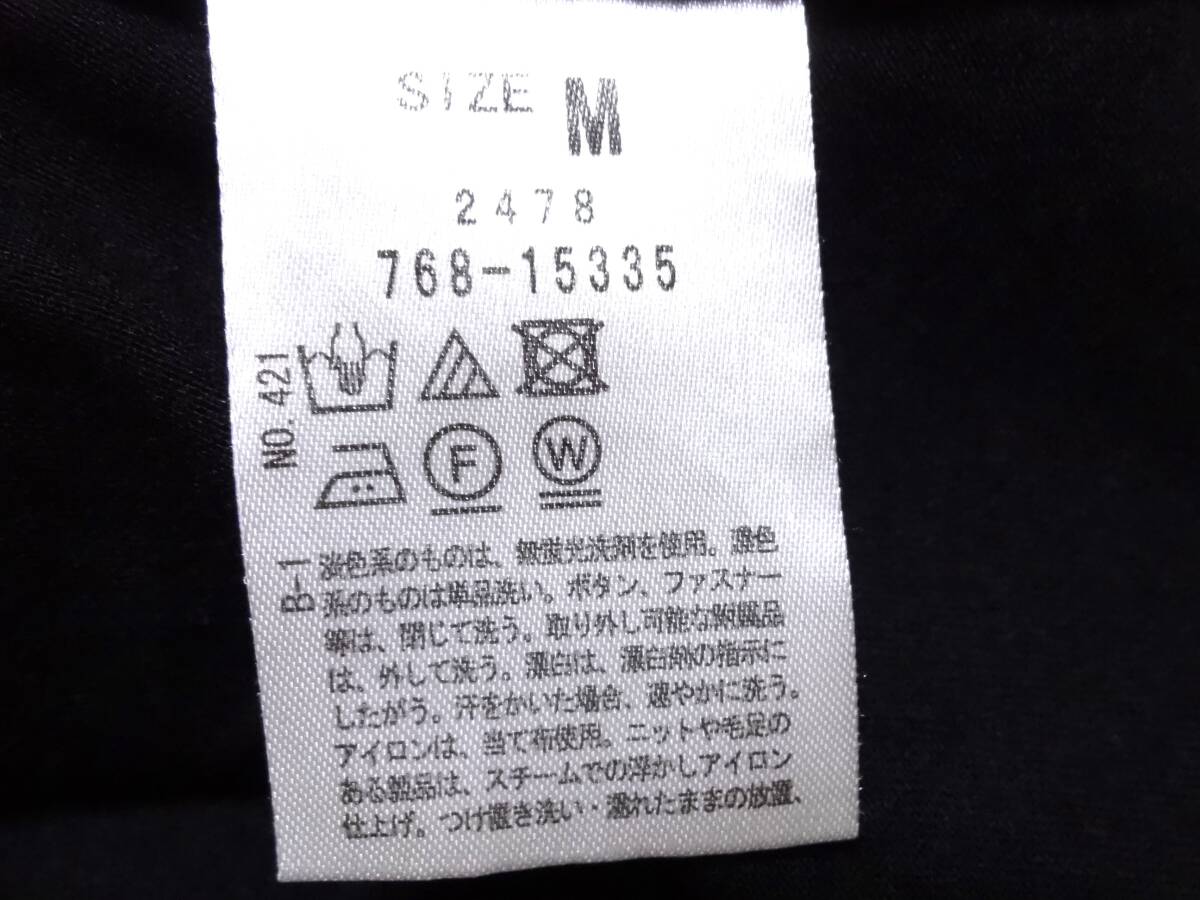 SIZE M
2478
768-15335
NO.421
F W
B-1
淡色系のものは、無蛍光洗剤を使用。濃色
系のものは単品洗い。ボタン、ファスナー
等は、閉じて洗う。取り外し可能な附属品
は、外して洗う。漂白は、漂白剤の指示に
したがう。汗をかいた場合、速やかに洗う。
アイロンは、当て布使用。ニットや毛足の
ある製品は、スチームでの浮かしアイロン
仕上げ。つけ置き洗い・濡れたままの放置、